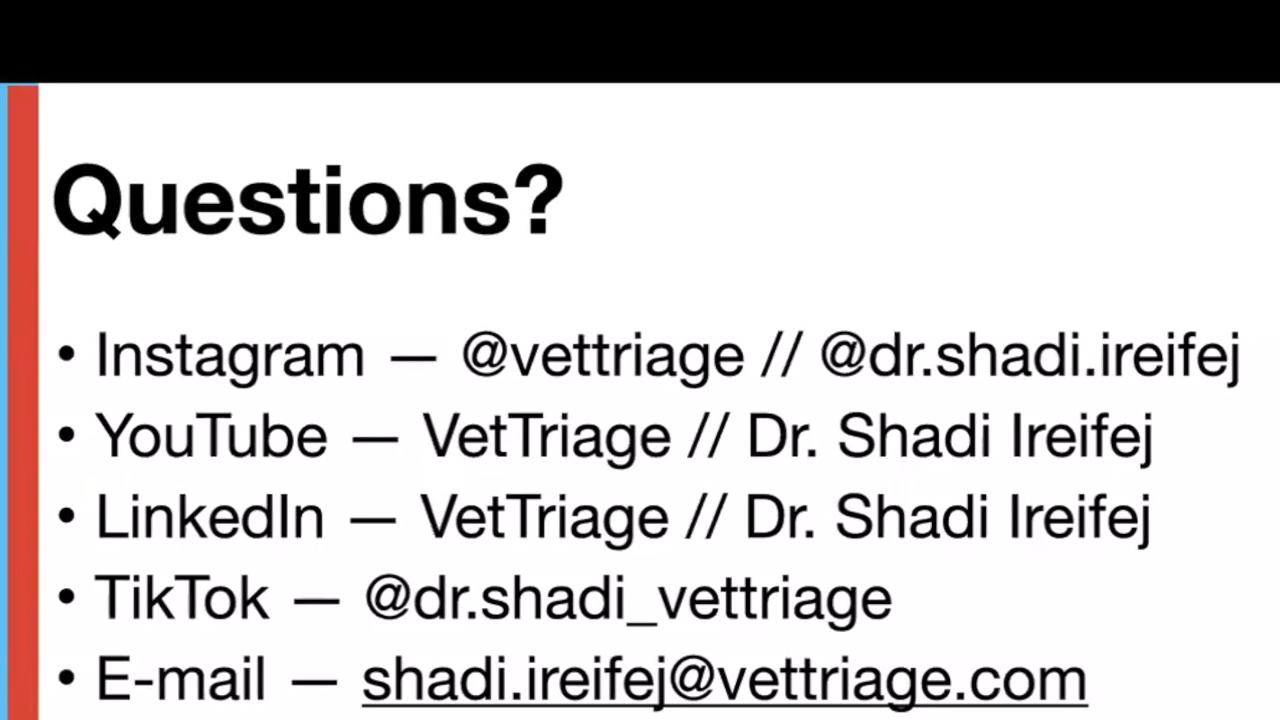 Questions?
• Instagram — @vettriage // @dr.shadi.ireifej
• YouTube — VetTriage // Dr. Shadi Ireifej
• LinkedIn — VetTriage // Dr. Shadi Ireifej
• TikTok — @dr.shadi_vettriage
• E-mail — shadi.ireifej@vettriage.com